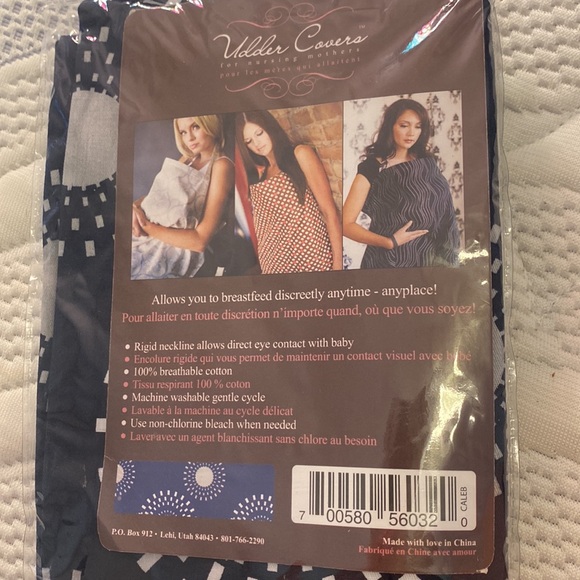 Udder Covers™
for nursing mothers
pour les mères qui allaitent
Allows you to breastfeed discreetly anytime - anyplace!
Pour allaiter en toute discrétion n'importe quand, où que vous soyez!
• Rigid neckline allows direct eye contact with baby
• Encolure rigide qui vous permet de maintenir un contact visuel avec bébé
• 100% breathable cotton
• Tissu respirant 100 % coton
• Machine washable gentle cycle
• Lavable à la machine au cycle délicat
• Use non-chlorine bleach when needed
• Laver avec un agent blanchissant sans chlore au besoin
7 00580 56032 0
CALEB
P.O. Box 912 • Lehi, Utah 84043 • 801-766-2290
Made with love in China
Fabriqué en Chine avec amour